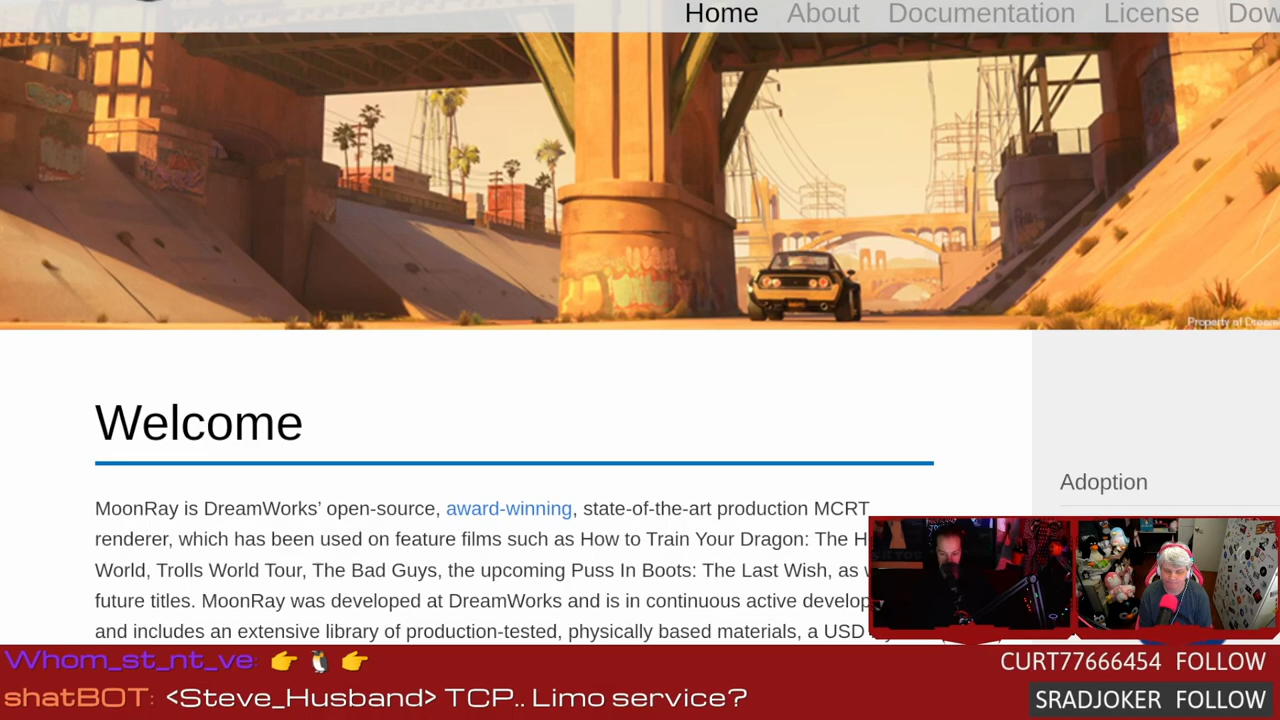 Home About Documentation License Dow
Property of Dream
Welcome
MoonRay is DreamWorks’ open-source, award-winning, state-of-the-art production MCRT
renderer, which has been used on feature films such as How to Train Your Dragon: The H
World, Trolls World Tour, The Bad Guys, the upcoming Puss In Boots: The Last Wish, as
future titles. MoonRay was developed at DreamWorks and is in continuous active develop
and includes an extensive library of production-tested, physically based materials, a USD
Adoption
Whom_st_nt_ve: 👉 🐧 👉
shatBOT: <Steve_Husband> TCP.. Limo service?
CURT77666454 FOLLOW
SRADJOKER FOLLOW